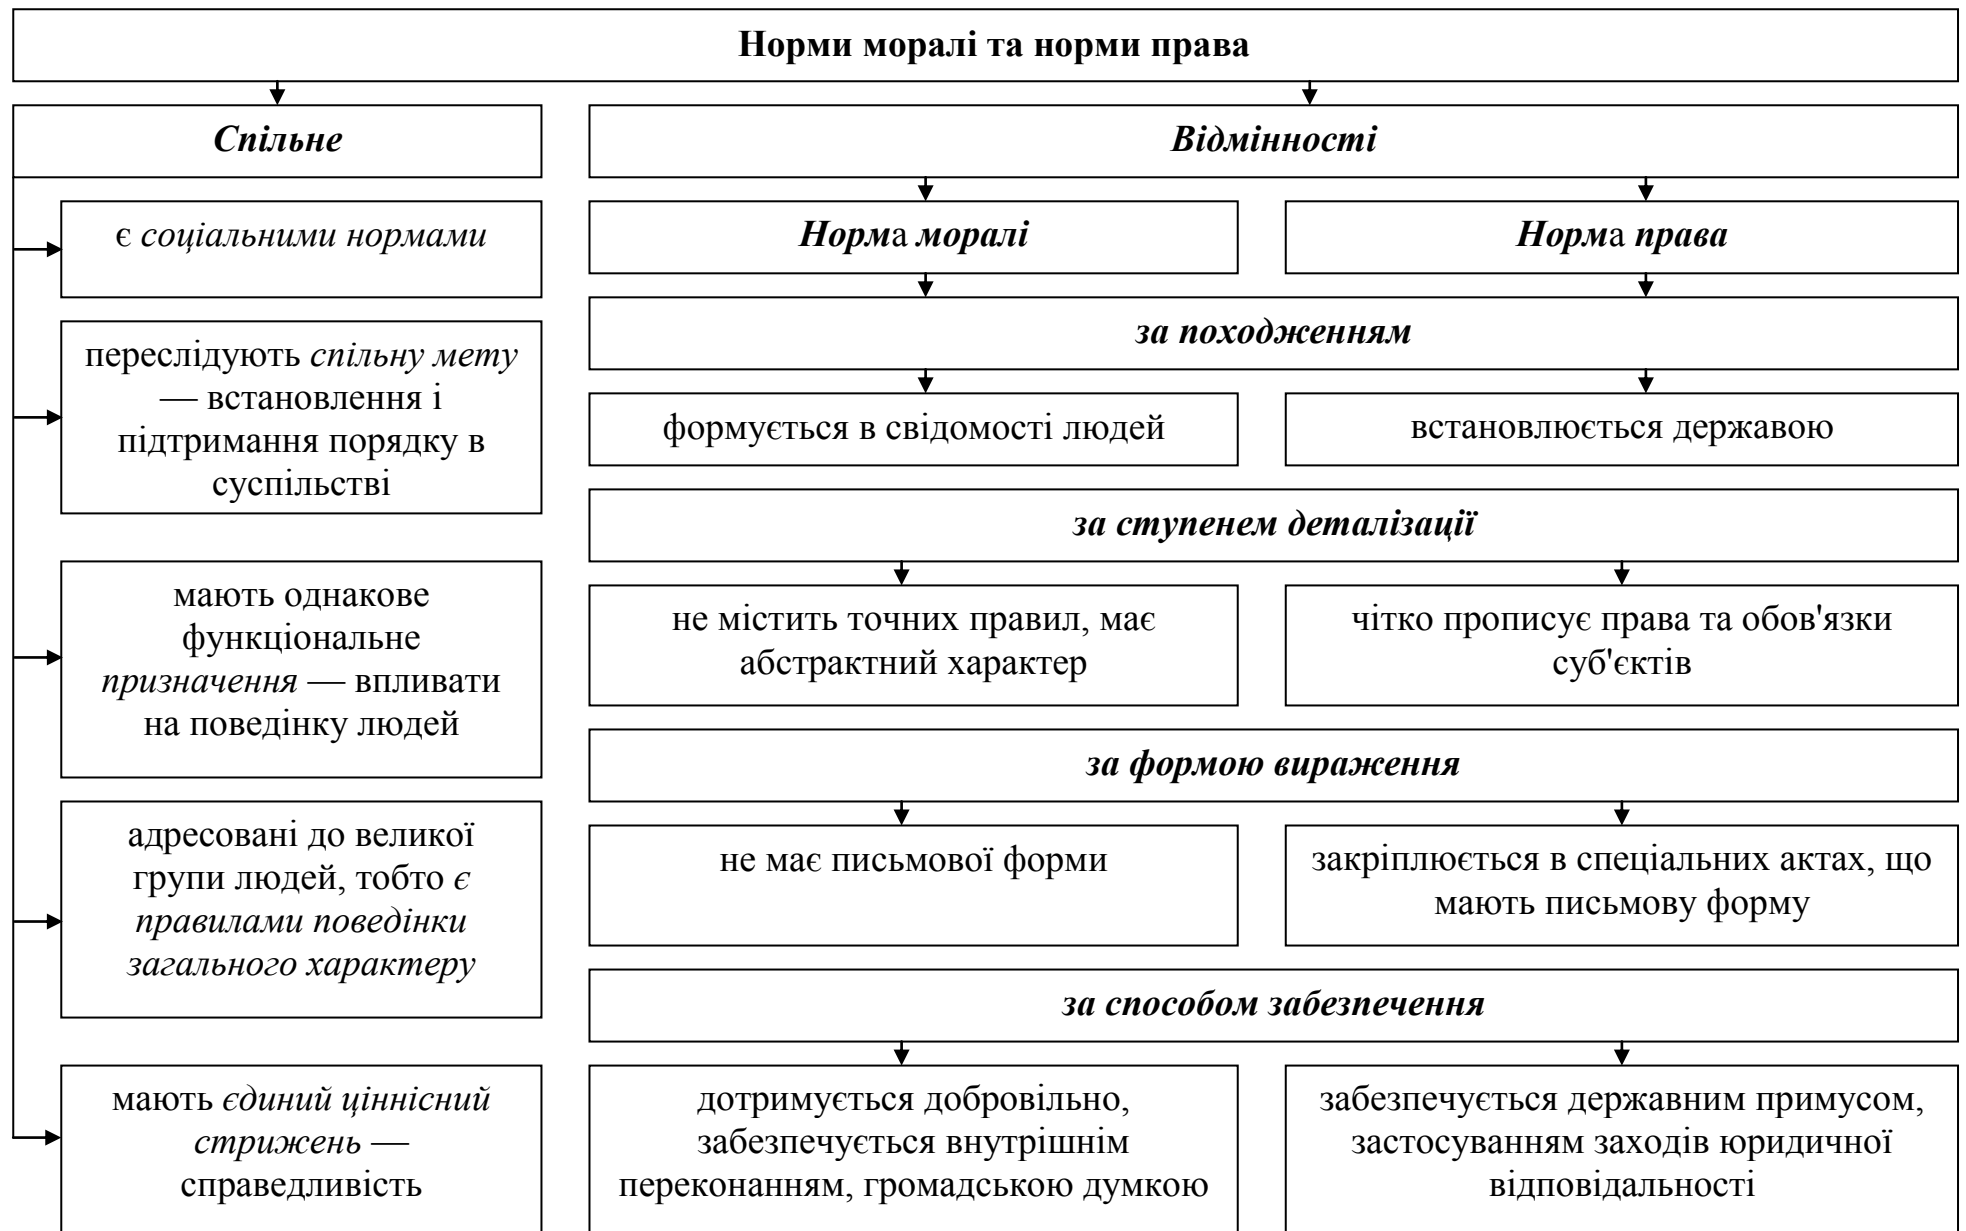 Норми моралі та норми права
Спільне
є соціальними нормами
переслідують спільну мету
— встановлення і
підтримання порядку в
суспільстві
мають однакове
функціональне
призначення — впливати
на поведінку людей
адресовані до великої
групи людей, тобто є
правилами поведінки
загального характеру
мають єдиний ціннісний
стрижень —
справедливість
Відмінності
Норма моралі
Норма права
за походженням
формується в свідомості людей
встановлюється державою
за ступенем деталізації
не містить точних правил, має
абстрактний характер
чітко прописує права та обов'язки
суб'єктів
за формою вираження
не має письмової форми
закріплюється в спеціальних актах, що
мають письмову форму
за способом забезпечення
дотримується добровільно,
забезпечується внутрішнім
переконанням, громадською думкою
забезпечується державним примусом,
застосуванням заходів юридичної
відповідальності